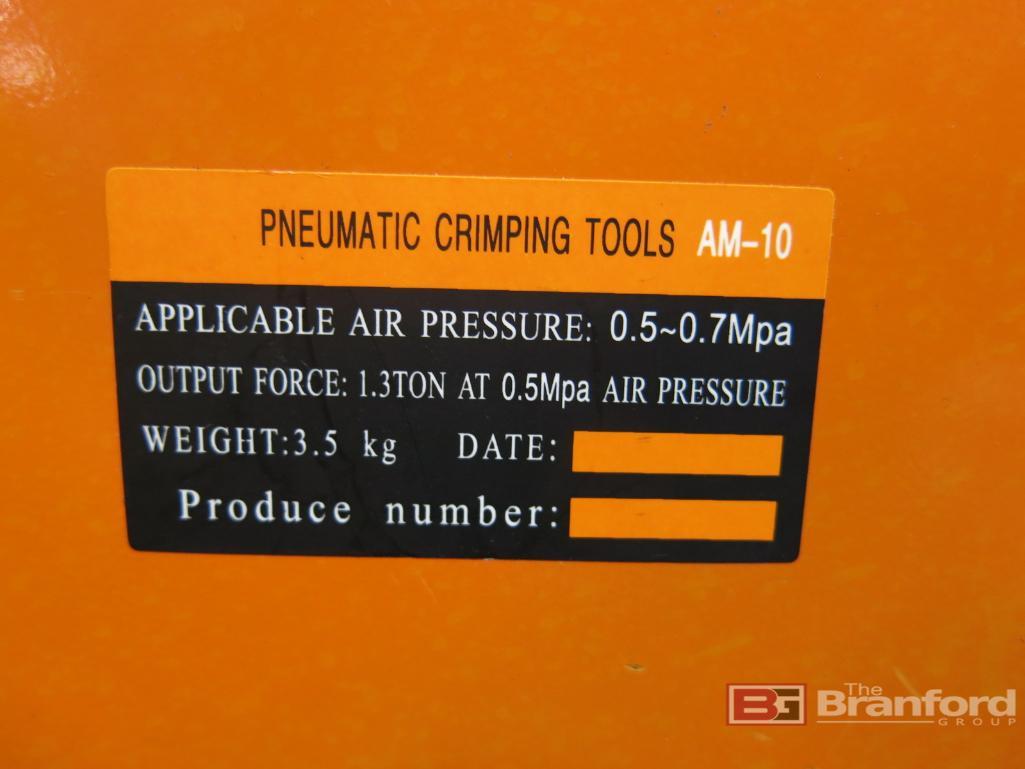 PNEUMATIC CRIMPING TOOLS AM-10
APPLICABLE AIR PRESSURE: 0.5~0.7Mpa
OUTPUT FORCE: 1.3TON AT 0.5Mpa AIR PRESSURE
WEIGHT:3.5 kg DATE:
Produce number:
BG The Branford GROUP